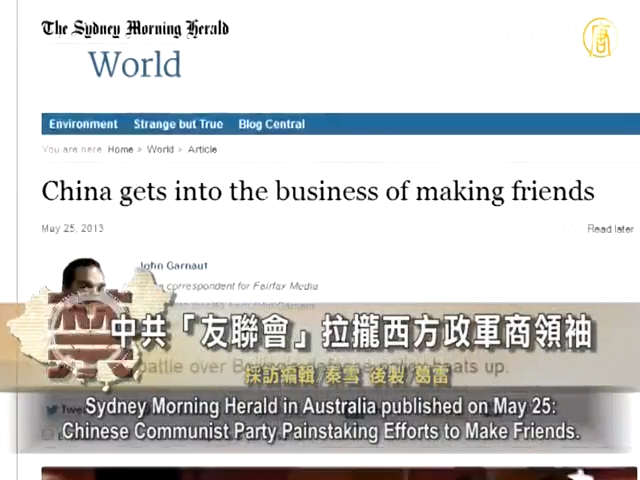 The Sydney Morning Herald
唐
World
Environment Strange but True Blog Central
You are here: Home > World > Article
China gets into the business of making friends
May 25, 2013
Read later
John Garnaut
correspondent for Fairfax Media
中共「友聯會」拉攏西方政軍商領袖
battle over
up.
採訪編輯/秦雪 後製/葛雷
Sydney Morning Herald in Australia published on May 25:
Chinese Communist Party Painstaking Efforts to Make Friends.